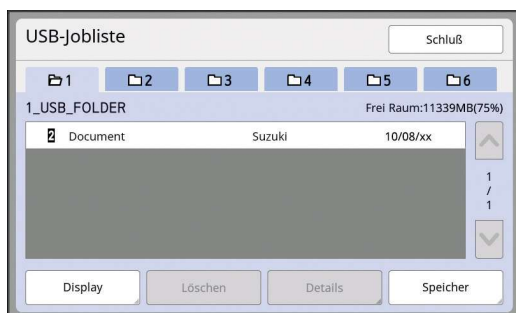 USB-Jobliste
Schluß
1 2 3 4 5 6
1_USB_FOLDER Frei Raum:11339MB(75%)
2 Document Suzuki 10/08/xx
1
/
1
Display Löschen Details Speicher